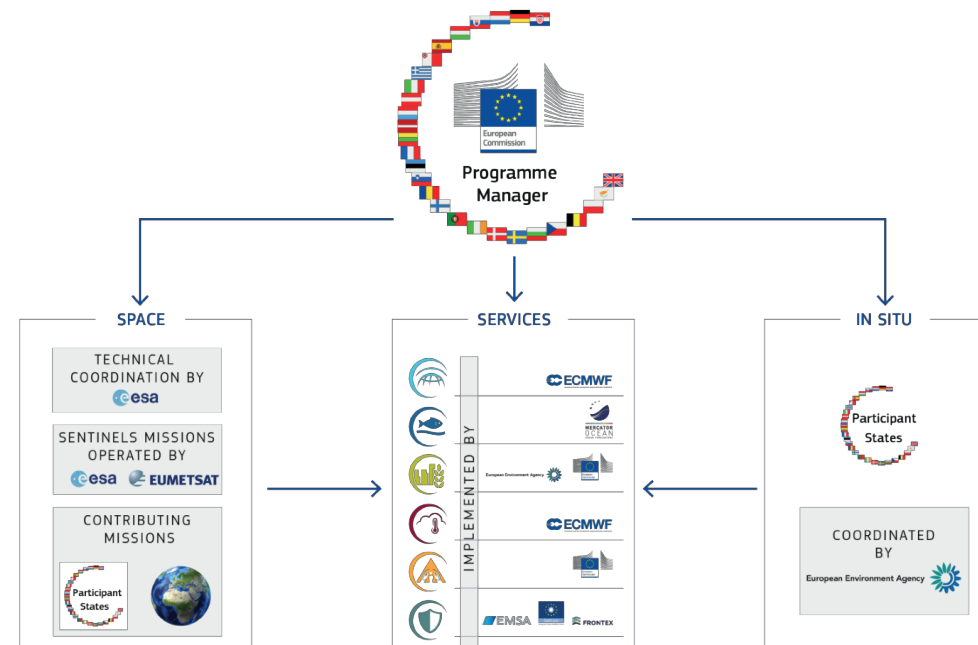 European
Commission
Programme
Manager
SPACE
TECHNICAL
COORDINATION BY
esa
SENTINELS MISSIONS
OPERATED BY
esa EUMETSAT
CONTRIBUTING
MISSIONS
Participant
States
SERVICES
IMPLEMENTED BY
ECMWF
MERCATOR
OCEAN
European Environment Agency
ECMWF
EMSA
FRONTEX
IN SITU
Participant
States
COORDINATED
BY
European Environment Agency